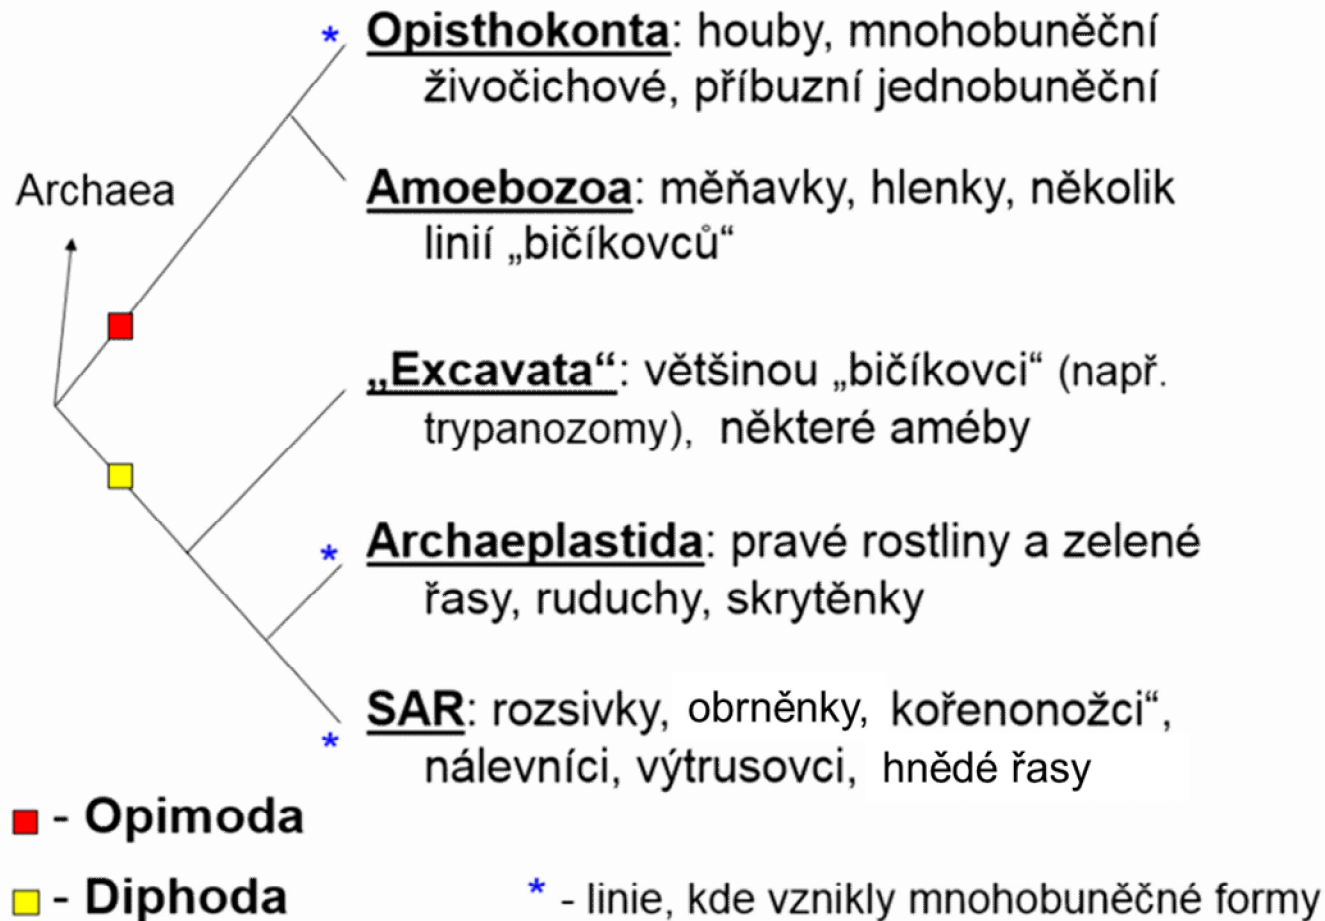 * Opisthokonta: houby, mnohobuněční
živočichové, příbuzní jednobuněční
Archaea
Amoebozoa: měňavky, hlenky, několik
linií „bičíkovců“
„Excavata“: většinou „bičíkovci“ (např.
trypanozomy), některé améby
* Archaeplastida: pravé rostliny a zelené
řasy, ruduchy, skrytěnky
* SAR: rozsivky, obrněnky, kořenonožci“,
nálevníci, výtrusovci, hnědé řasy
- Opimoda
- Diphoda
* - linie, kde vznikly mnohobuněčné formy